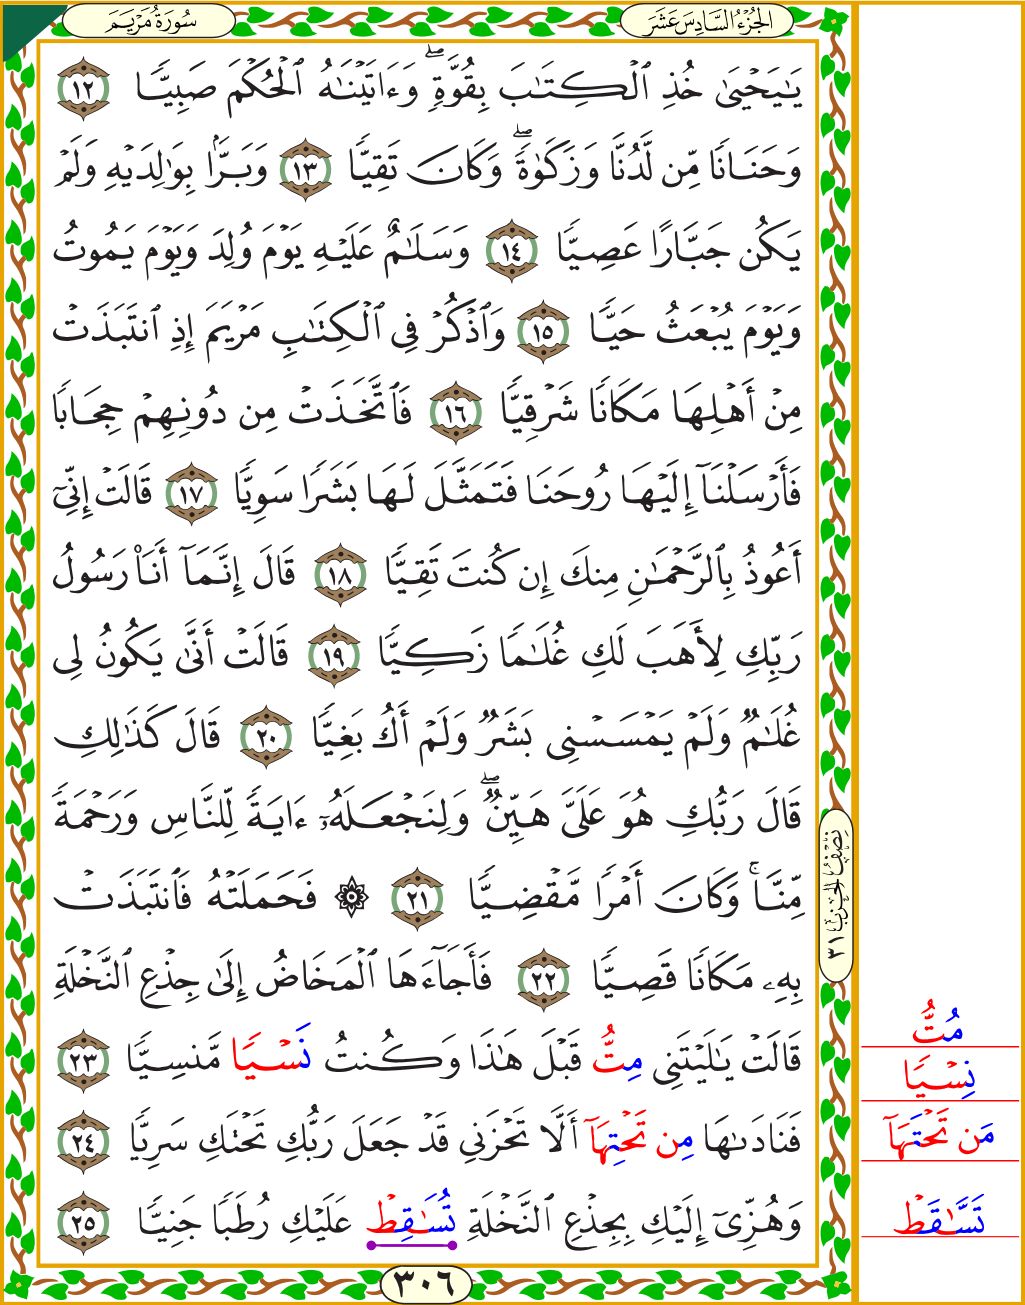 سُورَةُ مَرْيَمَ
الجُزْءُ السَّادِسَ عَشَرَ
يَٰيَحۡيَىٰ خُذِ ٱلۡكِتَٰبَ بِقُوَّةٖۖ وَءَاتَيۡنَٰهُ ٱلۡحُكۡمَ صَبِيّٗا ١٢
وَحَنَانٗا مِّن لَّدُنَّا وَزَكَوٰةٗۖ وَكَانَ تَقِيّٗا ١٣ وَبَرَّۢا بِوَٰلِدَيۡهِ وَلَمۡ
يَكُن جَبَّارًا عَصِيّٗا ١٤ وَسَلَٰمٌ عَلَيۡهِ يَوۡمَ وُلِدَ وَيَوۡمَ يَمُوتُ
وَيَوۡمَ يُبۡعَثُ حَيّٗا ١٥ وَٱذۡكُرۡ فِي ٱلۡكِتَٰبِ مَرۡيَمَ إِذِ ٱنتَبَذَتۡ
مِنۡ أَهۡلِهَا مَكَانٗا شَرۡقِيّٗا ١٦ فَٱتَّخَذَتۡ مِن دُونِهِمۡ حِجَابٗا
فَأَرۡسَلۡنَآ إِلَيۡهَا رُوحَنَا فَتَمَثَّلَ لَهَا بَشَرٗا سَوِيّٗا ١٧ قَالَتۡ إِنِّيٓ
أَعُوذُ بِٱلرَّحۡمَٰنِ مِنكَ إِن كُنتَ تَقِيّٗا ١٨ قَالَ إِنَّمَآ أَنَا۠ رَسُولُ
رَبِّكِ لِأَهَبَ لَكِ غُلَٰمٗا زَكِيّٗا ١٩ قَالَتۡ أَنَّىٰ يَكُونُ لِي
غُلَٰمٞ وَلَمۡ يَمۡسَسۡنِي بَشَرٞ وَلَمۡ أَكُ بَغِيّٗا ٢٠ قَالَ كَذَٰلِكِ
قَالَ رَبُّكِ هُوَ عَلَيَّ هَيِّنٞۖ وَلِنَجۡعَلَهُۥٓ ءَايَةٗ لِّلنَّاسِ وَرَحۡمَةٗ
مِّنَّاۚ وَكَانَ أَمۡرٗا مَّقۡضِيّٗا ٢١ ۞ فَحَمَلَتۡهُ فَٱنتَبَذَتۡ
بِهِۦ مَكَانٗا قَصِيّٗا ٢٢ فَأَجَآءَهَا ٱلۡمَخَاضُ إِلَىٰ جِذۡعِ ٱلنَّخۡلَةِ
قَالَتۡ يَٰلَيۡتَنِي مِتُّ قَبۡلَ هَٰذَا وَكُنتُ نَسۡيٗا مَّنسِيّٗا ٢٣
فَنَادَىٰهَا مِن تَحۡتِهَآ أَلَّا تَحۡزَنِي قَدۡ جَعَلَ رَبُّكِ تَحۡتَكِ سَرِيّٗا ٢٤
وَهُزِّيٓ إِلَيۡكِ بِجِذۡعِ ٱلنَّخۡلَةِ تُسَٰقِطۡ عَلَيۡكِ رُطَبٗا جَنِيّٗا ٢٥
نِصۡفُ الحِزۡبِ ٣١
مُتُّ
نِسۡيٗا
مَن تَحۡتَهَآ
تَسَّٰقَطۡ
٣٠٦